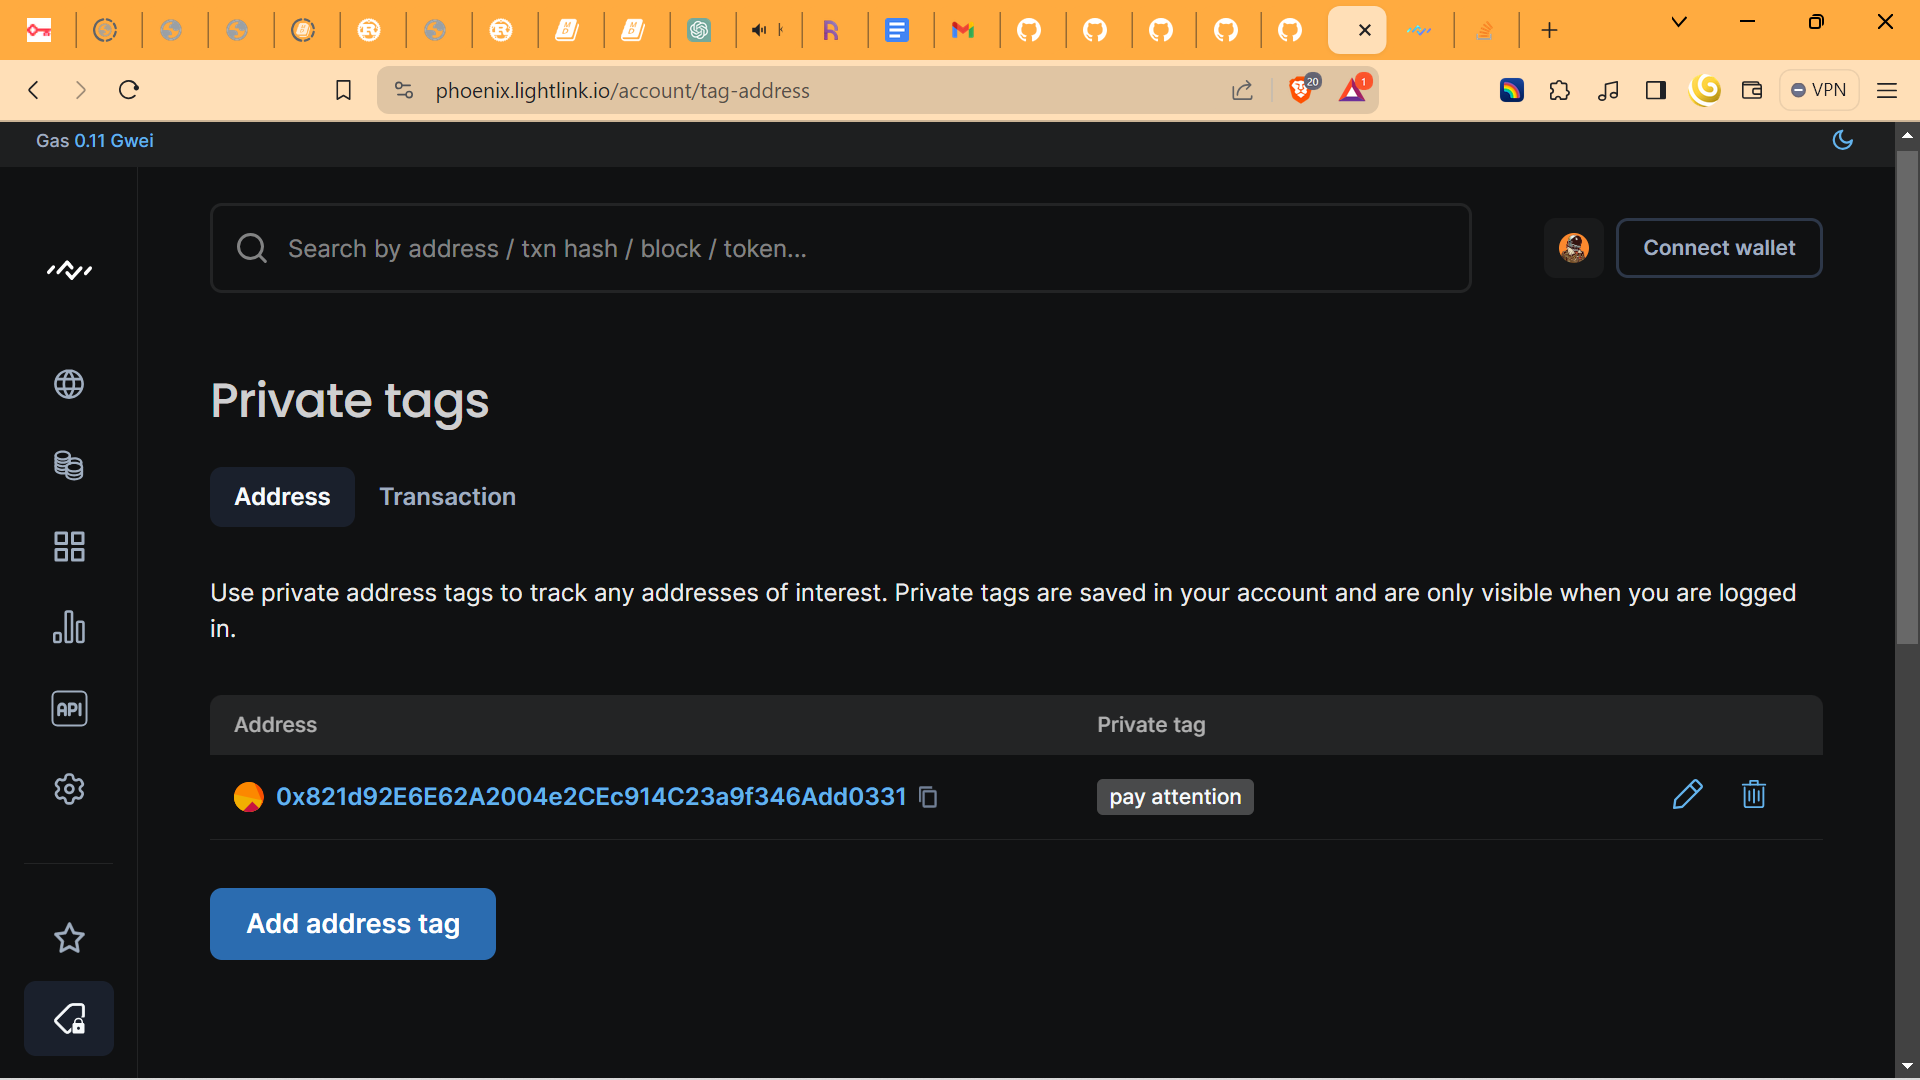 phoenix.lightlink.io/account/tag-address
20
1
VPN
Gas 0.11 Gwei
Search by address / txn hash / block / token...
Connect wallet
Private tags
Address
Transaction
Use private address tags to track any addresses of interest. Private tags are saved in your account and are only visible when you are logged
in.
API
Address
Private tag
0x821d92E6E62A2004e2CEc914C23a9f346Add0331
pay attention
Add address tag